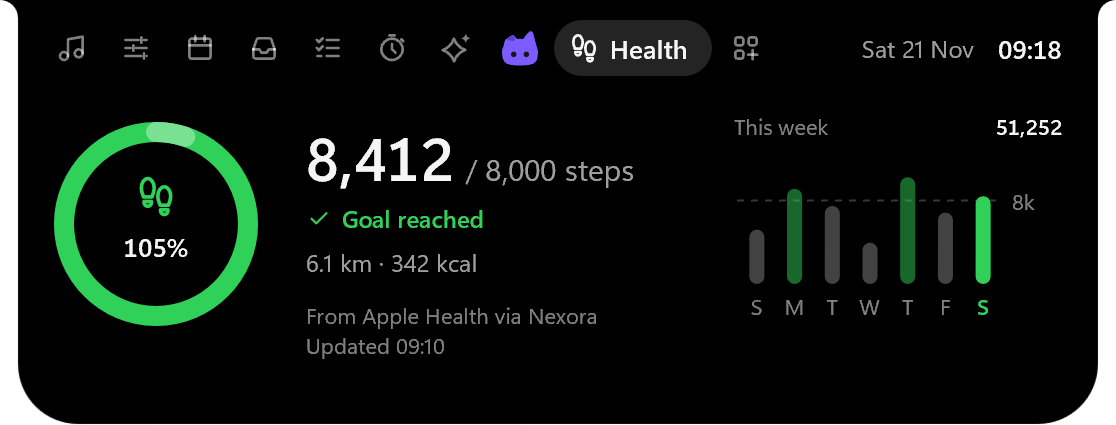 Health
Sat 21 Nov 09:18
This week 51,252
8,412 / 8,000 steps
Goal reached
6.1 km · 342 kcal
From Apple Health via Nexora
Updated 09:10
105%
8k
S M T W T F S